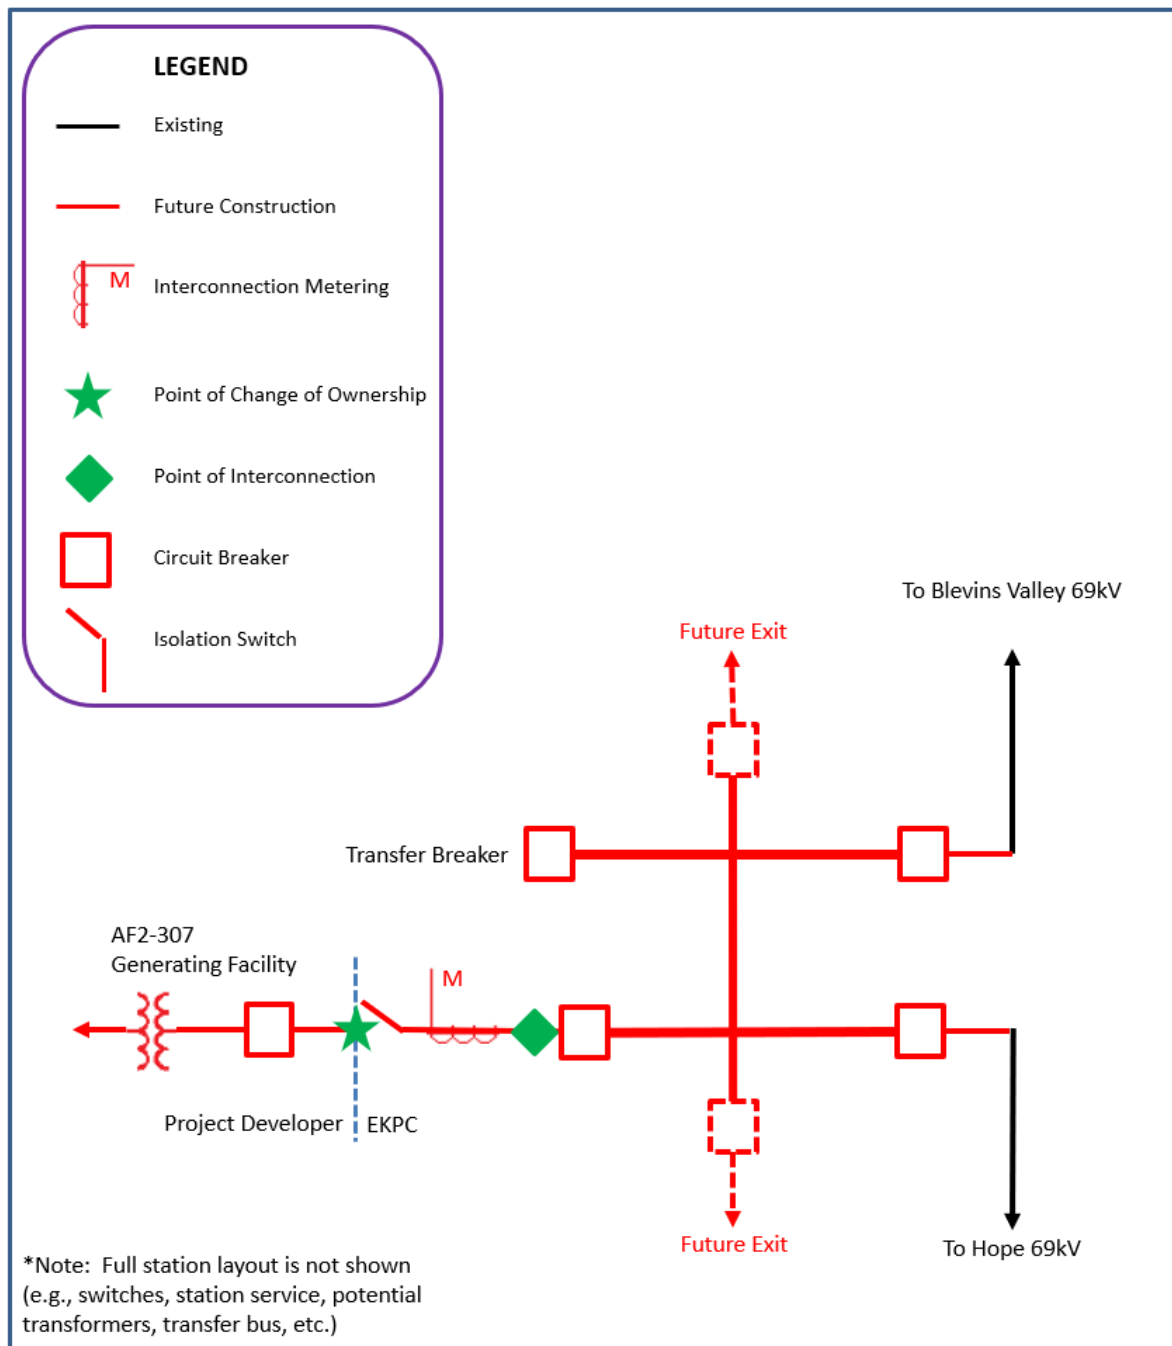 LEGEND
Existing
Future Construction
M
Interconnection Metering
Point of Change of Ownership
Point of Interconnection
Circuit Breaker
Isolation Switch
To Blevins Valley 69kV
Future Exit
Transfer Breaker
AF2-307
Generating Facility
M
Project Developer
EKPC
Future Exit
To Hope 69kV
*Note:  Full station layout is not shown
(e.g., switches, station service, potential
transformers, transfer bus, etc.)